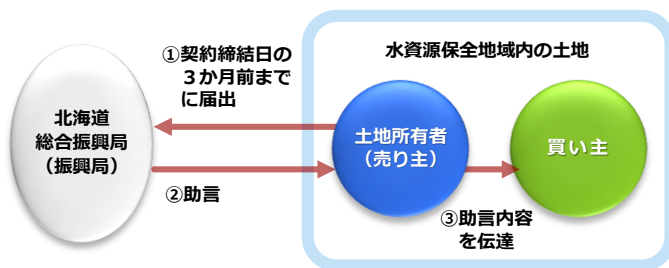 ①契約締結日の
３か月前まで
に届出
水資源保全地域内の土地
北海道
総合振興局
（振興局）
土地所有者
（売り主）
買い主
②助言
③助言内容
を伝達